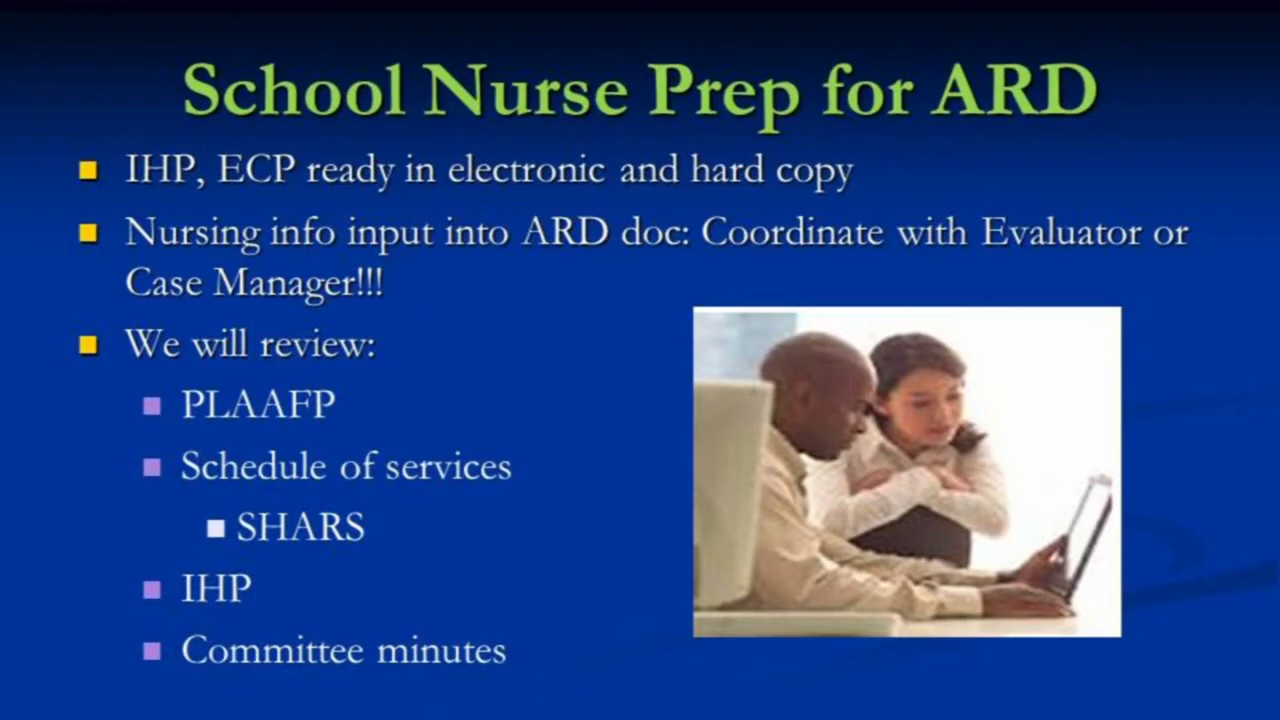 School Nurse Prep for ARD
IHP, ECP ready in electronic and hard copy
Nursing info input into ARD doc: Coordinate with Evaluator or
Case Manager!!!
We will review:
PLAAFP
Schedule of services
SHARS
IHP
Committee minutes